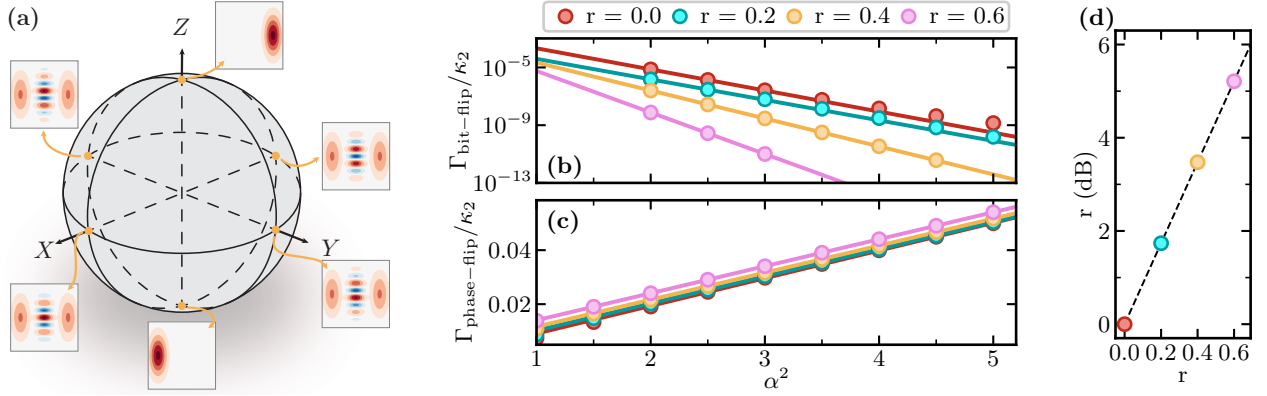 (a)
Z
X
Y
r = 0.0 r = 0.2 r = 0.4 r = 0.6
Γbit−flip/κ2
10−5
10−9
10−13
(b)
Γphase−flip/κ2
0.04
0.02
(c)
1 2 3 4 5
α2
(d)
r (dB)
6
4
2
0
0.0 0.2 0.4 0.6
r